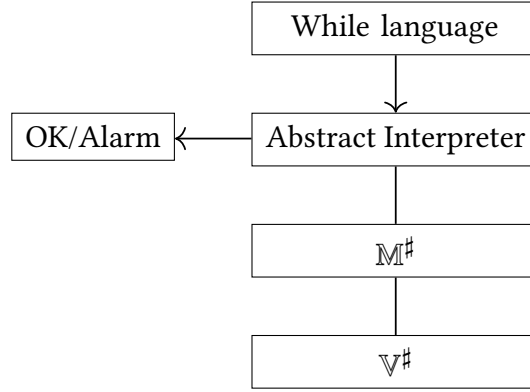 While language
OK/Alarm
Abstract Interpreter
𝕄♯
𝕍♯